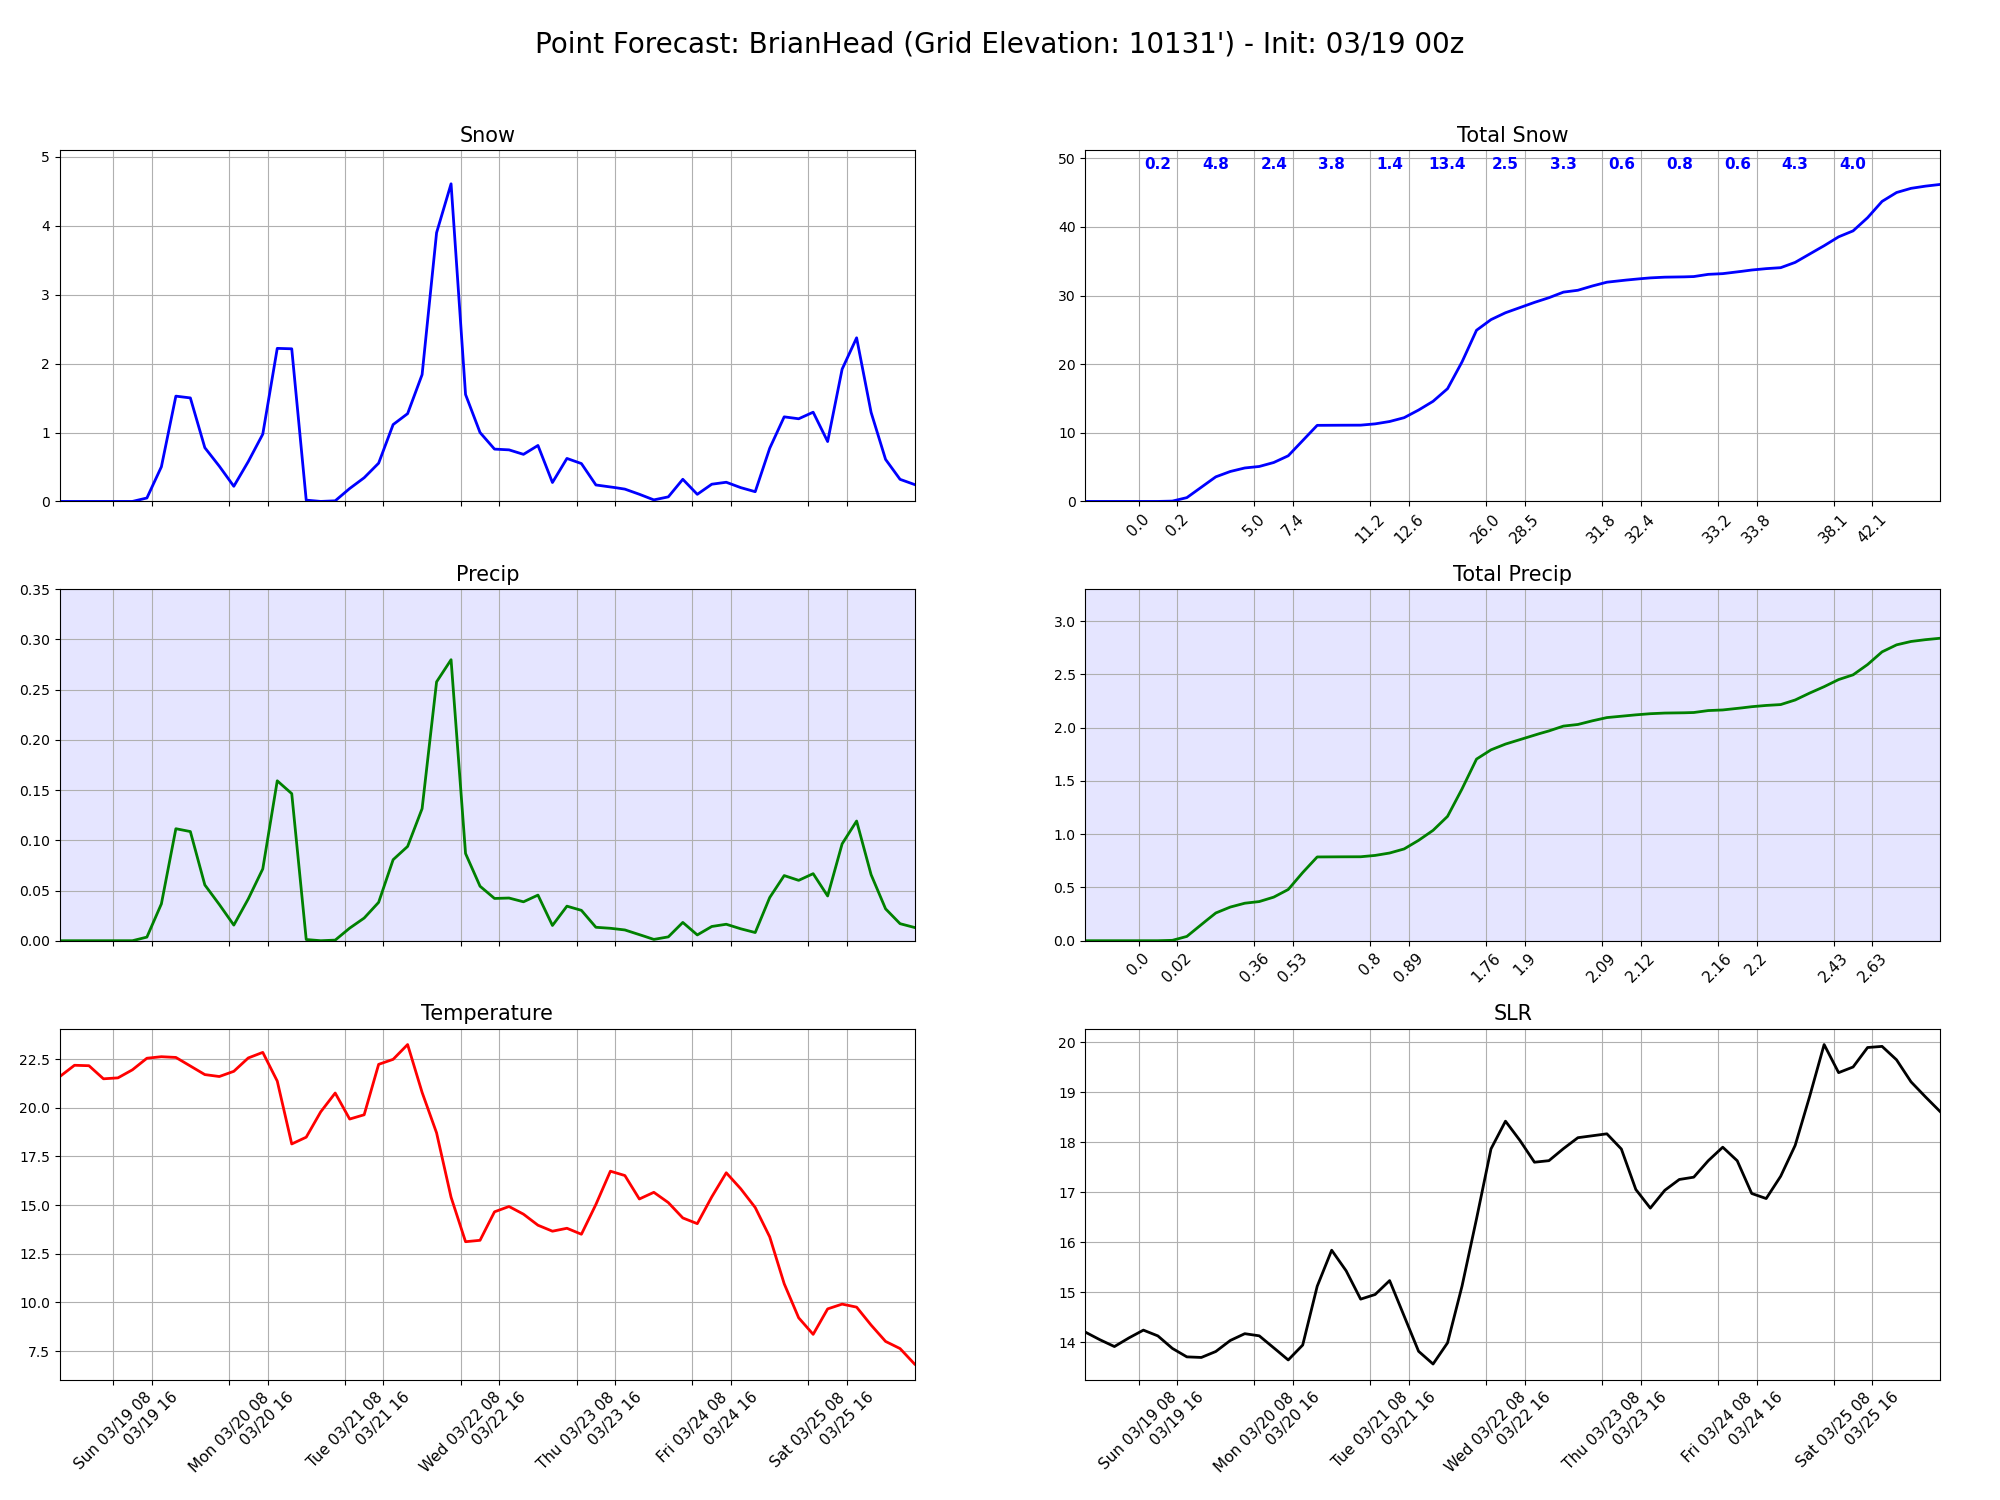 Point Forecast: BrianHead (Grid Elevation: 10131') - Init: 03/19 00z
Snow
5
4
3
2
1
0
Total Snow
0.2 4.8 2.4 3.8 1.4 13.4 2.5 3.3 0.6 0.8 0.6 4.3 4.0
50
40
30
20
10
0
0.0 0.2 5.0 7.4 11.2 12.6 26.0 28.5 31.8 32.4 33.2 33.8 38.1 42.1
Precip
0.35
0.30
0.25
0.20
0.15
0.10
0.05
0.00
Total Precip
3.0
2.5
2.0
1.5
1.0
0.5
0.0
0.0 0.02 0.36 0.53 0.8 0.89 1.76 1.9 2.09 2.12 2.16 2.2 2.43 2.63
Temperature
22.5
20.0
17.5
15.0
12.5
10.0
7.5
Sun 03/19 08
03/19 16
Mon 03/20 08
03/20 16
Tue 03/21 08
03/21 16
Wed 03/22 08
03/22 16
Thu 03/23 08
03/23 16
Fri 03/24 08
03/24 16
Sat 03/25 08
03/25 16
SLR
20
19
18
17
16
15
14
Sun 03/19 08
03/19 16
Mon 03/20 08
03/20 16
Tue 03/21 08
03/21 16
Wed 03/22 08
03/22 16
Thu 03/23 08
03/23 16
Fri 03/24 08
03/24 16
Sat 03/25 08
03/25 16